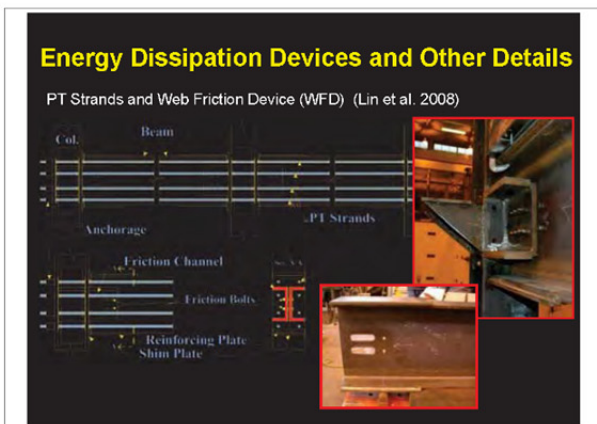 Energy Dissipation Devices and Other Details
PT Strands and Web Friction Device (WFD) (Lin et al. 2008)
Col.
Beam
Anchorage
PT Strands
Friction Channel
Friction Bolts
Reinforcing Plate
Shim Plate